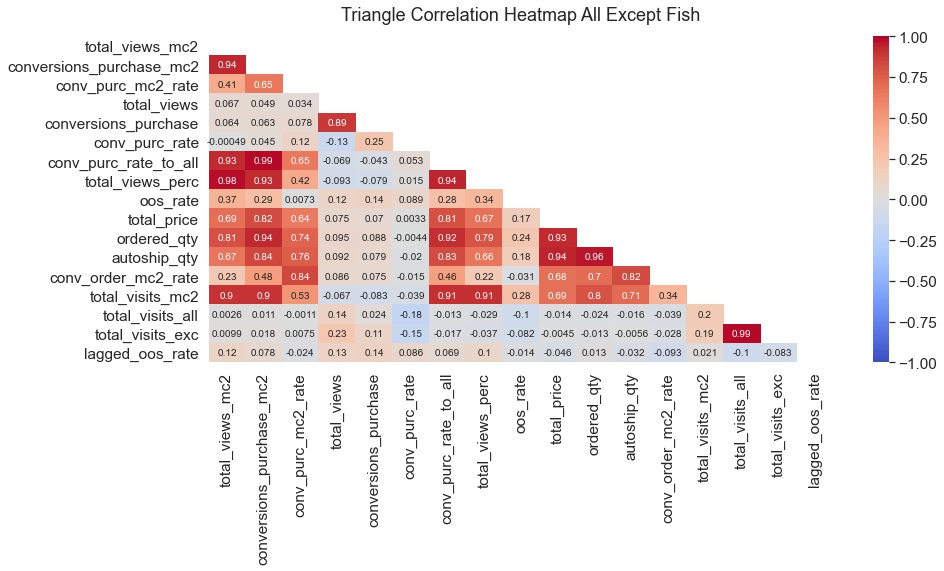 Triangle Correlation Heatmap All Except Fish
total_views_mc2
conversions_purchase_mc2 0.94
conv_purc_mc2_rate 0.41 0.65
total_views 0.067 0.049 0.034
conversions_purchase 0.064 0.063 0.078 0.89
conv_purc_rate -0.00049 0.045 0.12 -0.13 0.25
conv_purc_rate_to_all 0.93 0.99 0.65 -0.069 -0.043 0.053
total_views_perc 0.98 0.93 0.42 -0.093 -0.079 0.015 0.94
oos_rate 0.37 0.29 0.0073 0.12 0.14 0.089 0.28 0.34
total_price 0.69 0.82 0.64 0.075 0.07 0.0033 0.81 0.67 0.17
ordered_qty 0.81 0.94 0.74 0.095 0.088 -0.0044 0.92 0.79 0.24 0.93
autoship_qty 0.67 0.84 0.76 0.092 0.079 -0.02 0.83 0.66 0.18 0.94 0.96
conv_order_mc2_rate 0.23 0.48 0.84 0.086 0.075 -0.015 0.46 0.22 -0.031 0.68 0.7 0.82
total_visits_mc2 0.9 0.9 0.53 -0.067 -0.083 -0.039 0.91 0.91 0.28 0.69 0.8 0.71 0.34
total_visits_all 0.0026 0.011 -0.0011 0.14 0.024 -0.18 -0.013 -0.029 -0.1 -0.014 -0.024 -0.016 -0.039 0.2
total_visits_exc 0.0099 0.018 0.0075 0.23 0.11 -0.15 -0.017 -0.037 -0.082 -0.0045 -0.013 -0.0056 -0.028 0.19 0.99
lagged_oos_rate 0.12 0.078 -0.024 0.13 0.14 0.086 0.069 0.1 -0.014 -0.046 0.013 -0.032 -0.093 0.021 -0.1 -0.083
total_views_mc2
conversions_purchase_mc2
conv_purc_mc2_rate
total_views
conversions_purchase
conv_purc_rate
conv_purc_rate_to_all
total_views_perc
oos_rate
total_price
ordered_qty
autoship_qty
conv_order_mc2_rate
total_visits_mc2
total_visits_all
total_visits_exc
lagged_oos_rate
1.00
0.75
0.50
0.25
0.00
−0.25
−0.50
−0.75
−1.00